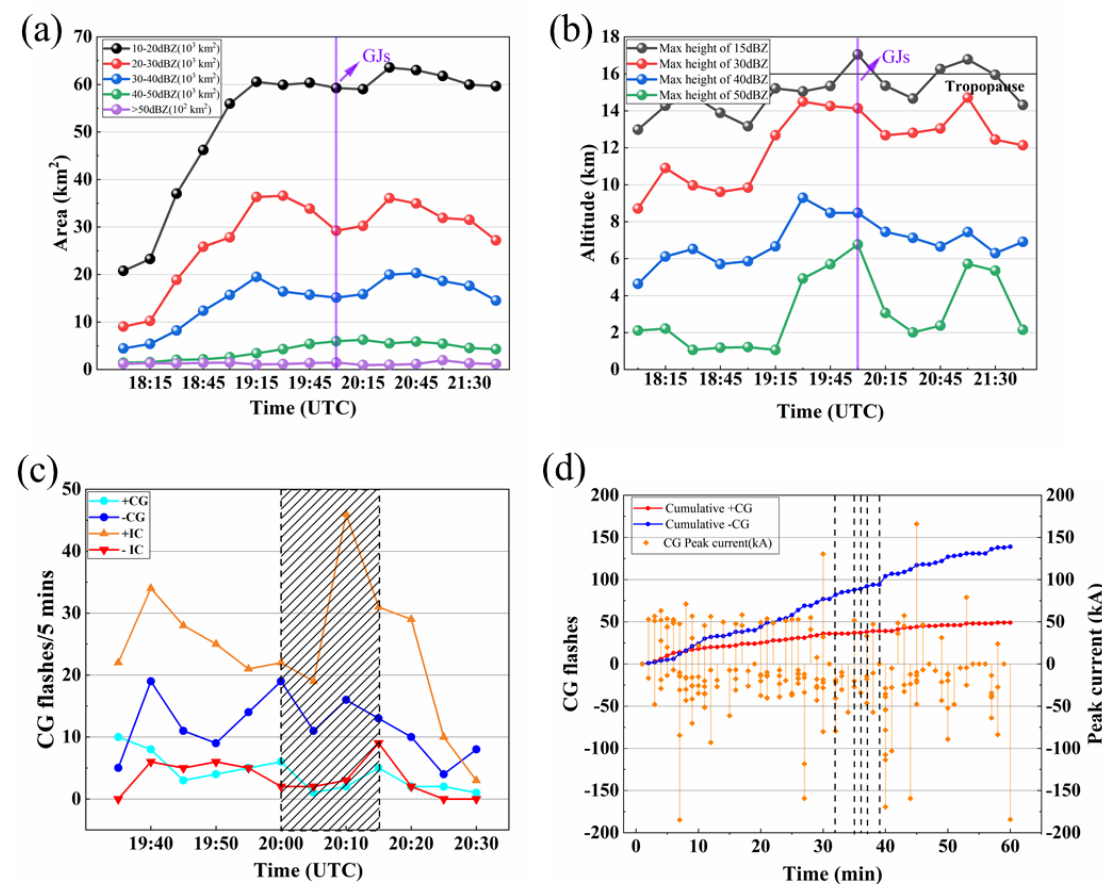 (a)
70
60
50
40
30
20
10
0
Area (km²)
10-20dBZ(10³ km²)
20-30dBZ(10³ km²)
30-40dBZ(10³ km²)
40-50dBZ(10³ km²)
>50dBZ(10² km²)
GJs
18:15 18:45 19:15 19:45 20:15 20:45 21:30
Time (UTC)
(b)
18
16
14
12
10
8
6
4
2
0
Altitude (km)
Max height of 15dBZ
Max height of 30dBZ
Max height of 40dBZ
Max height of 50dBZ
GJs
Tropopause
18:15 18:45 19:15 19:45 20:15 20:45 21:30
Time (UTC)
(c)
50
40
30
20
10
0
CG flashes/5 mins
+CG
-CG
+IC
- IC
19:40 19:50 20:00 20:10 20:20 20:30
Time (UTC)
(d)
200
150
100
50
0
-50
-100
-150
-200
CG flashes
Cumulative +CG
Cumulative -CG
CG Peak current(kA)
200
150
100
50
0
-50
-100
-150
-200
Peak current (kA)
0 10 20 30 40 50 60
Time (min)